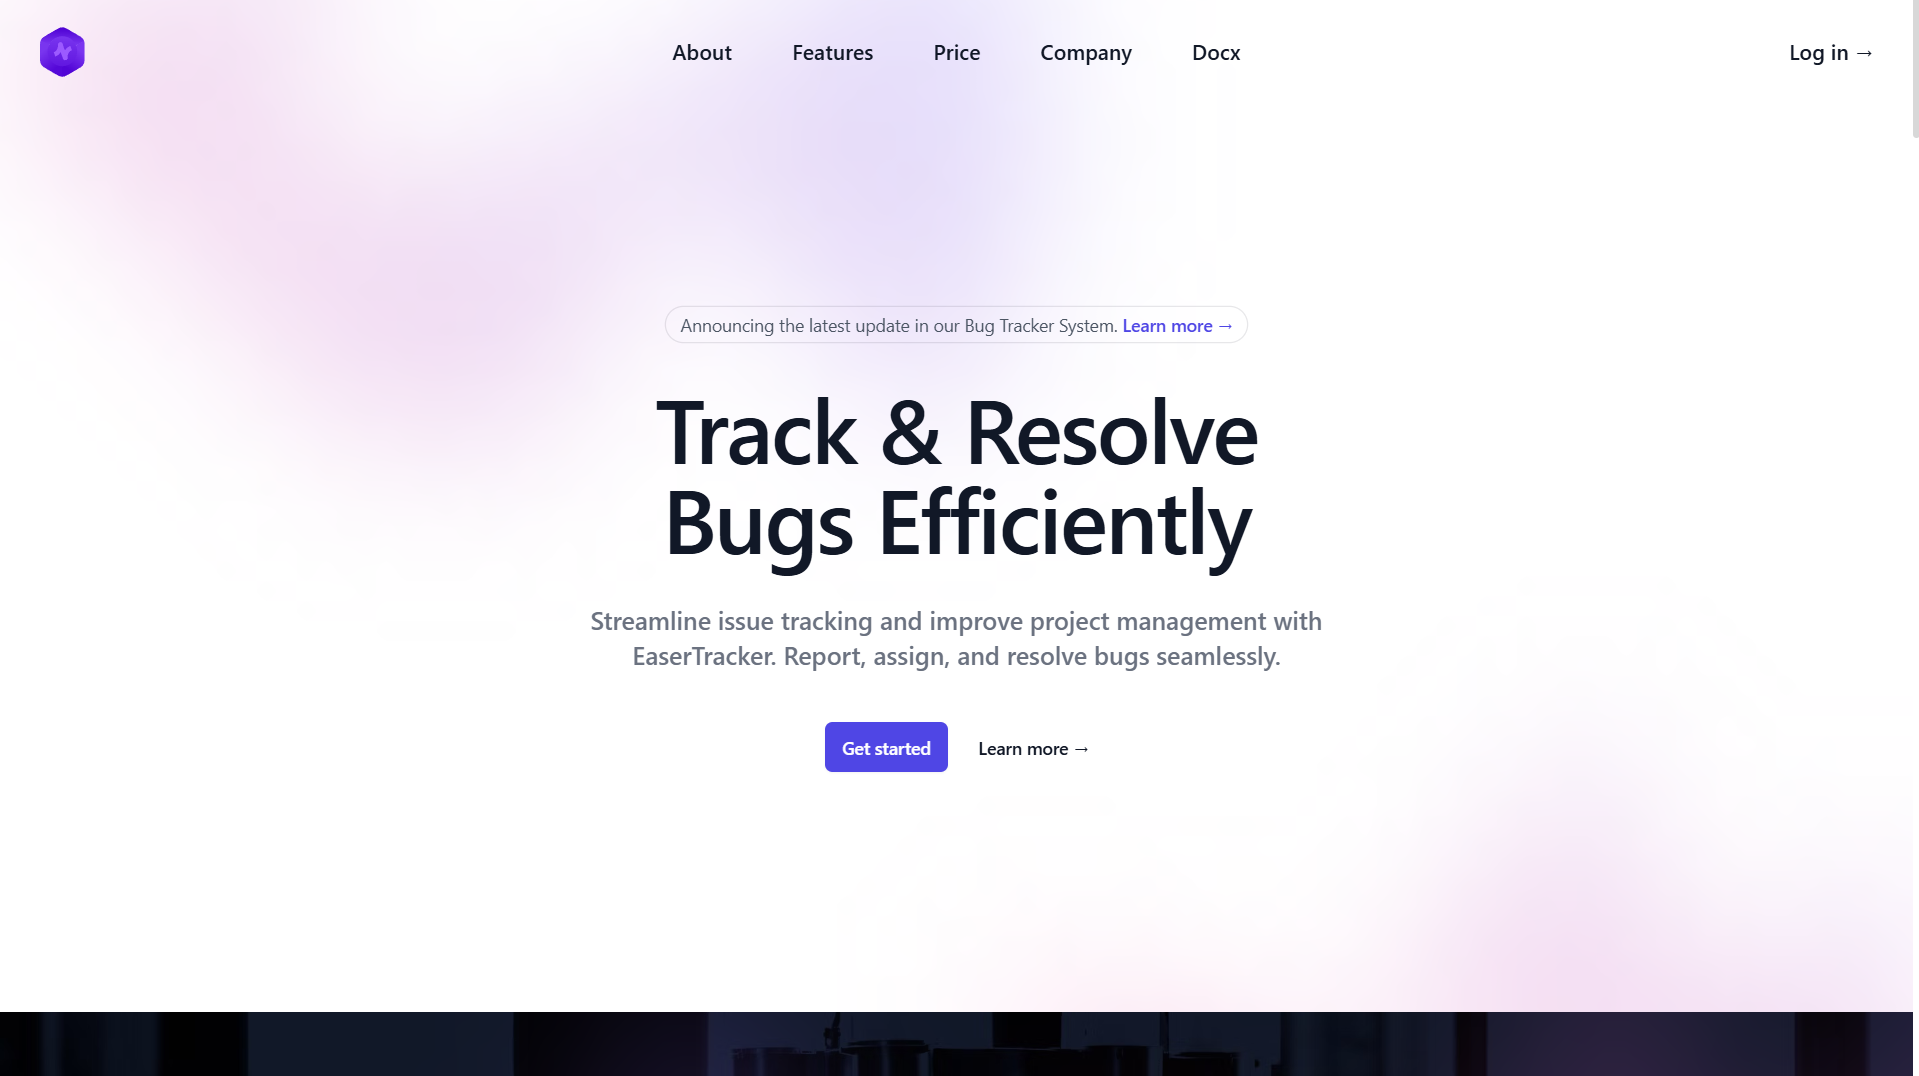 About
Features
Price
Company
Docx
Log in →
Announcing the latest update in our Bug Tracker System. Learn more →
Track & Resolve
Bugs Efficiently
Streamline issue tracking and improve project management with
EaserTracker. Report, assign, and resolve bugs seamlessly.
Get started
Learn more →